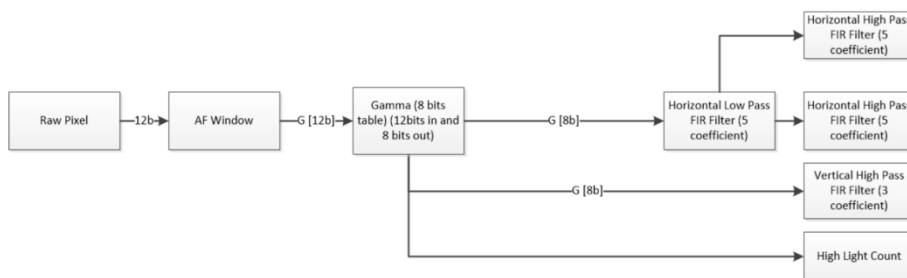 Horizontal High Pass
FIR Filter (5
coefficient)
Raw Pixel
12b
AF Window
G [12b]
Gamma (8 bits
table) (12bits in and
8 bits out)
G [8b]
Horizontal Low Pass
FIR Filter (5
coefficient)
Horizontal High Pass
FIR Filter (5
coefficient)
G [8b]
Vertical High Pass
FIR Filter (3
coefficient)
High Light Count